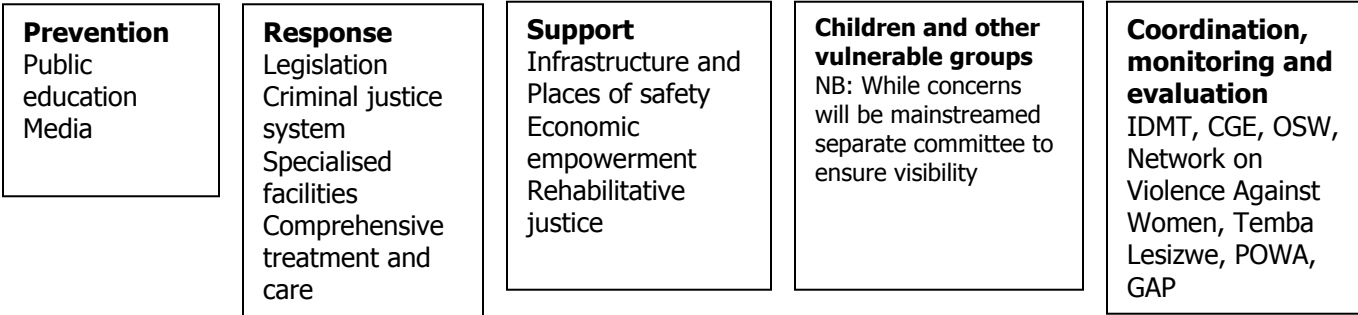 Prevention
Public
education
Media
Response
Legislation
Criminal justice
system
Specialised
facilities
Comprehensive
treatment and
care
Support
Infrastructure and
Places of safety
Economic
empowerment
Rehabilitative
justice
Children and other
vulnerable groups
NB: While concerns
will be mainstreamed
separate committee to
ensure visibility
Coordination,
monitoring and
evaluation
IDMT, CGE, OSW,
Network on
Violence Against
Women, Temba
Lesizwe, POWA,
GAP